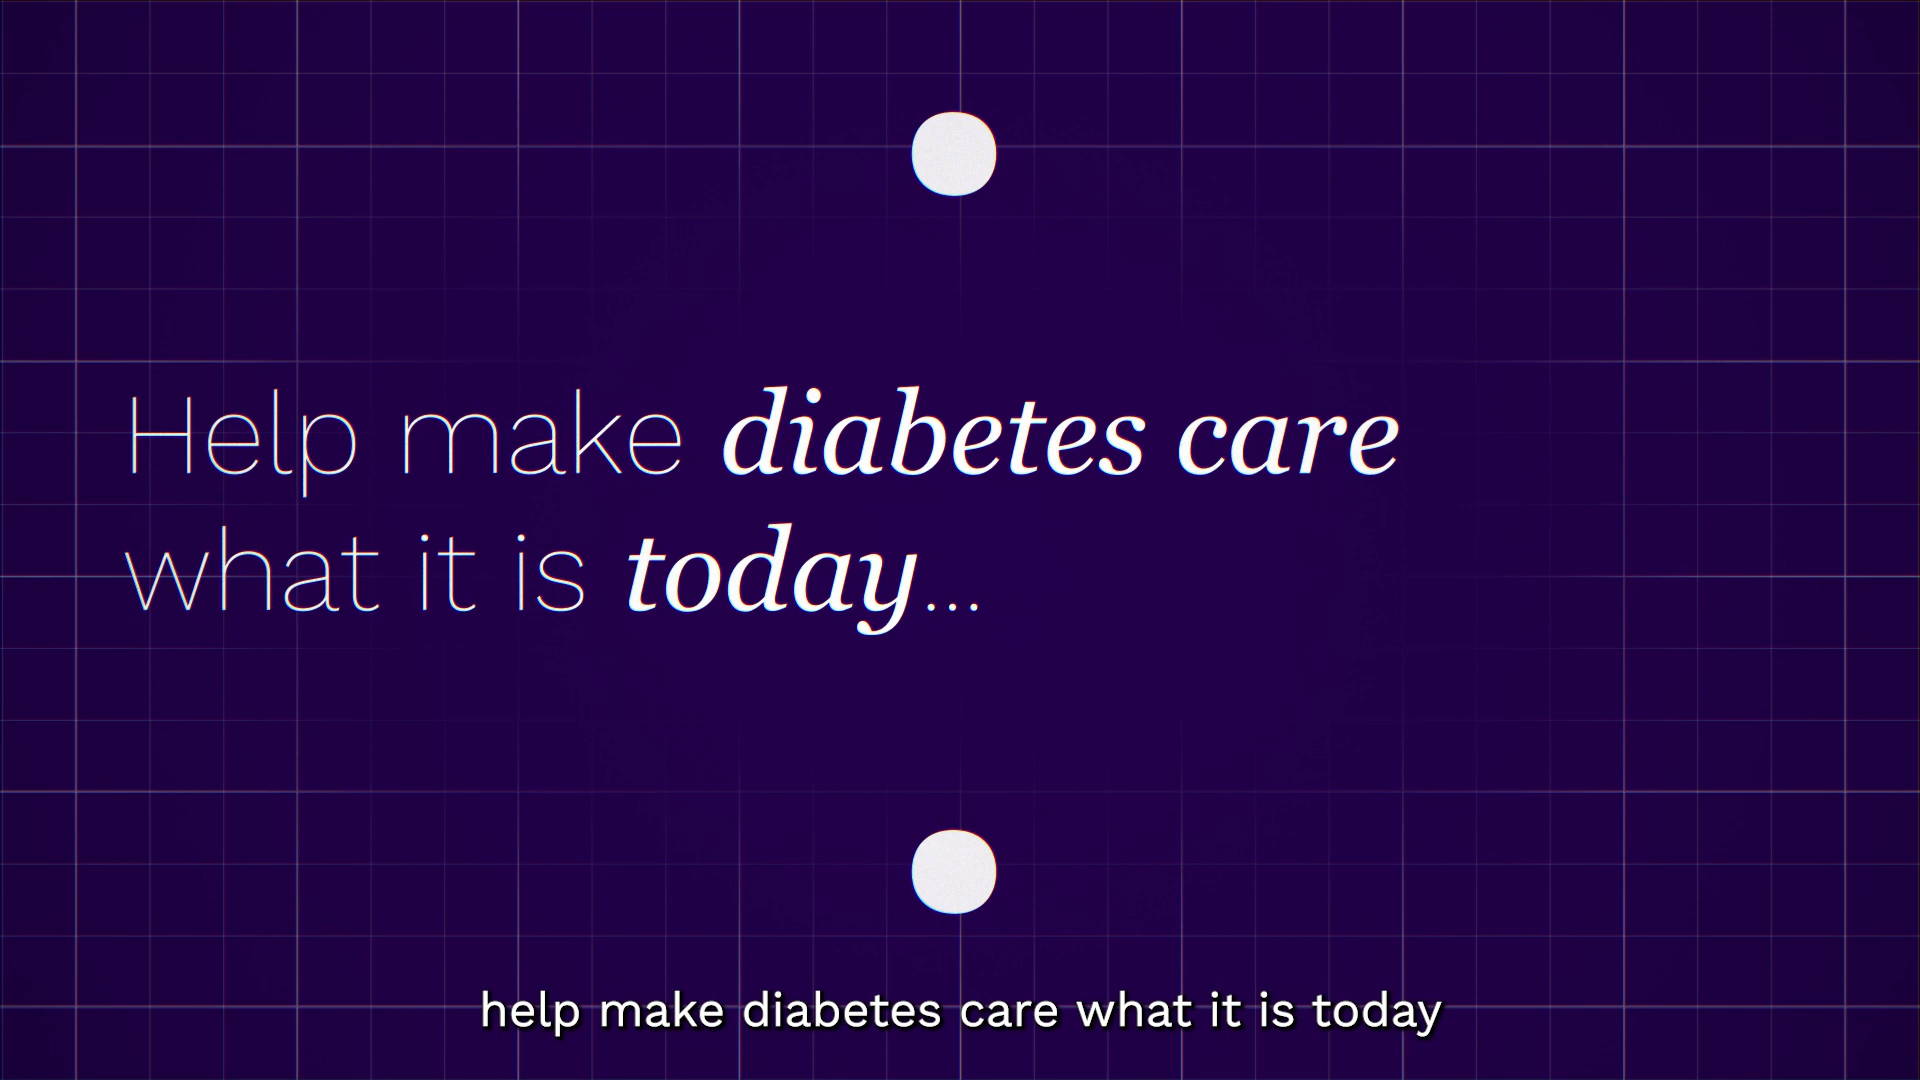 Help make diabetes care
what it is today...
help make diabetes care what it is today